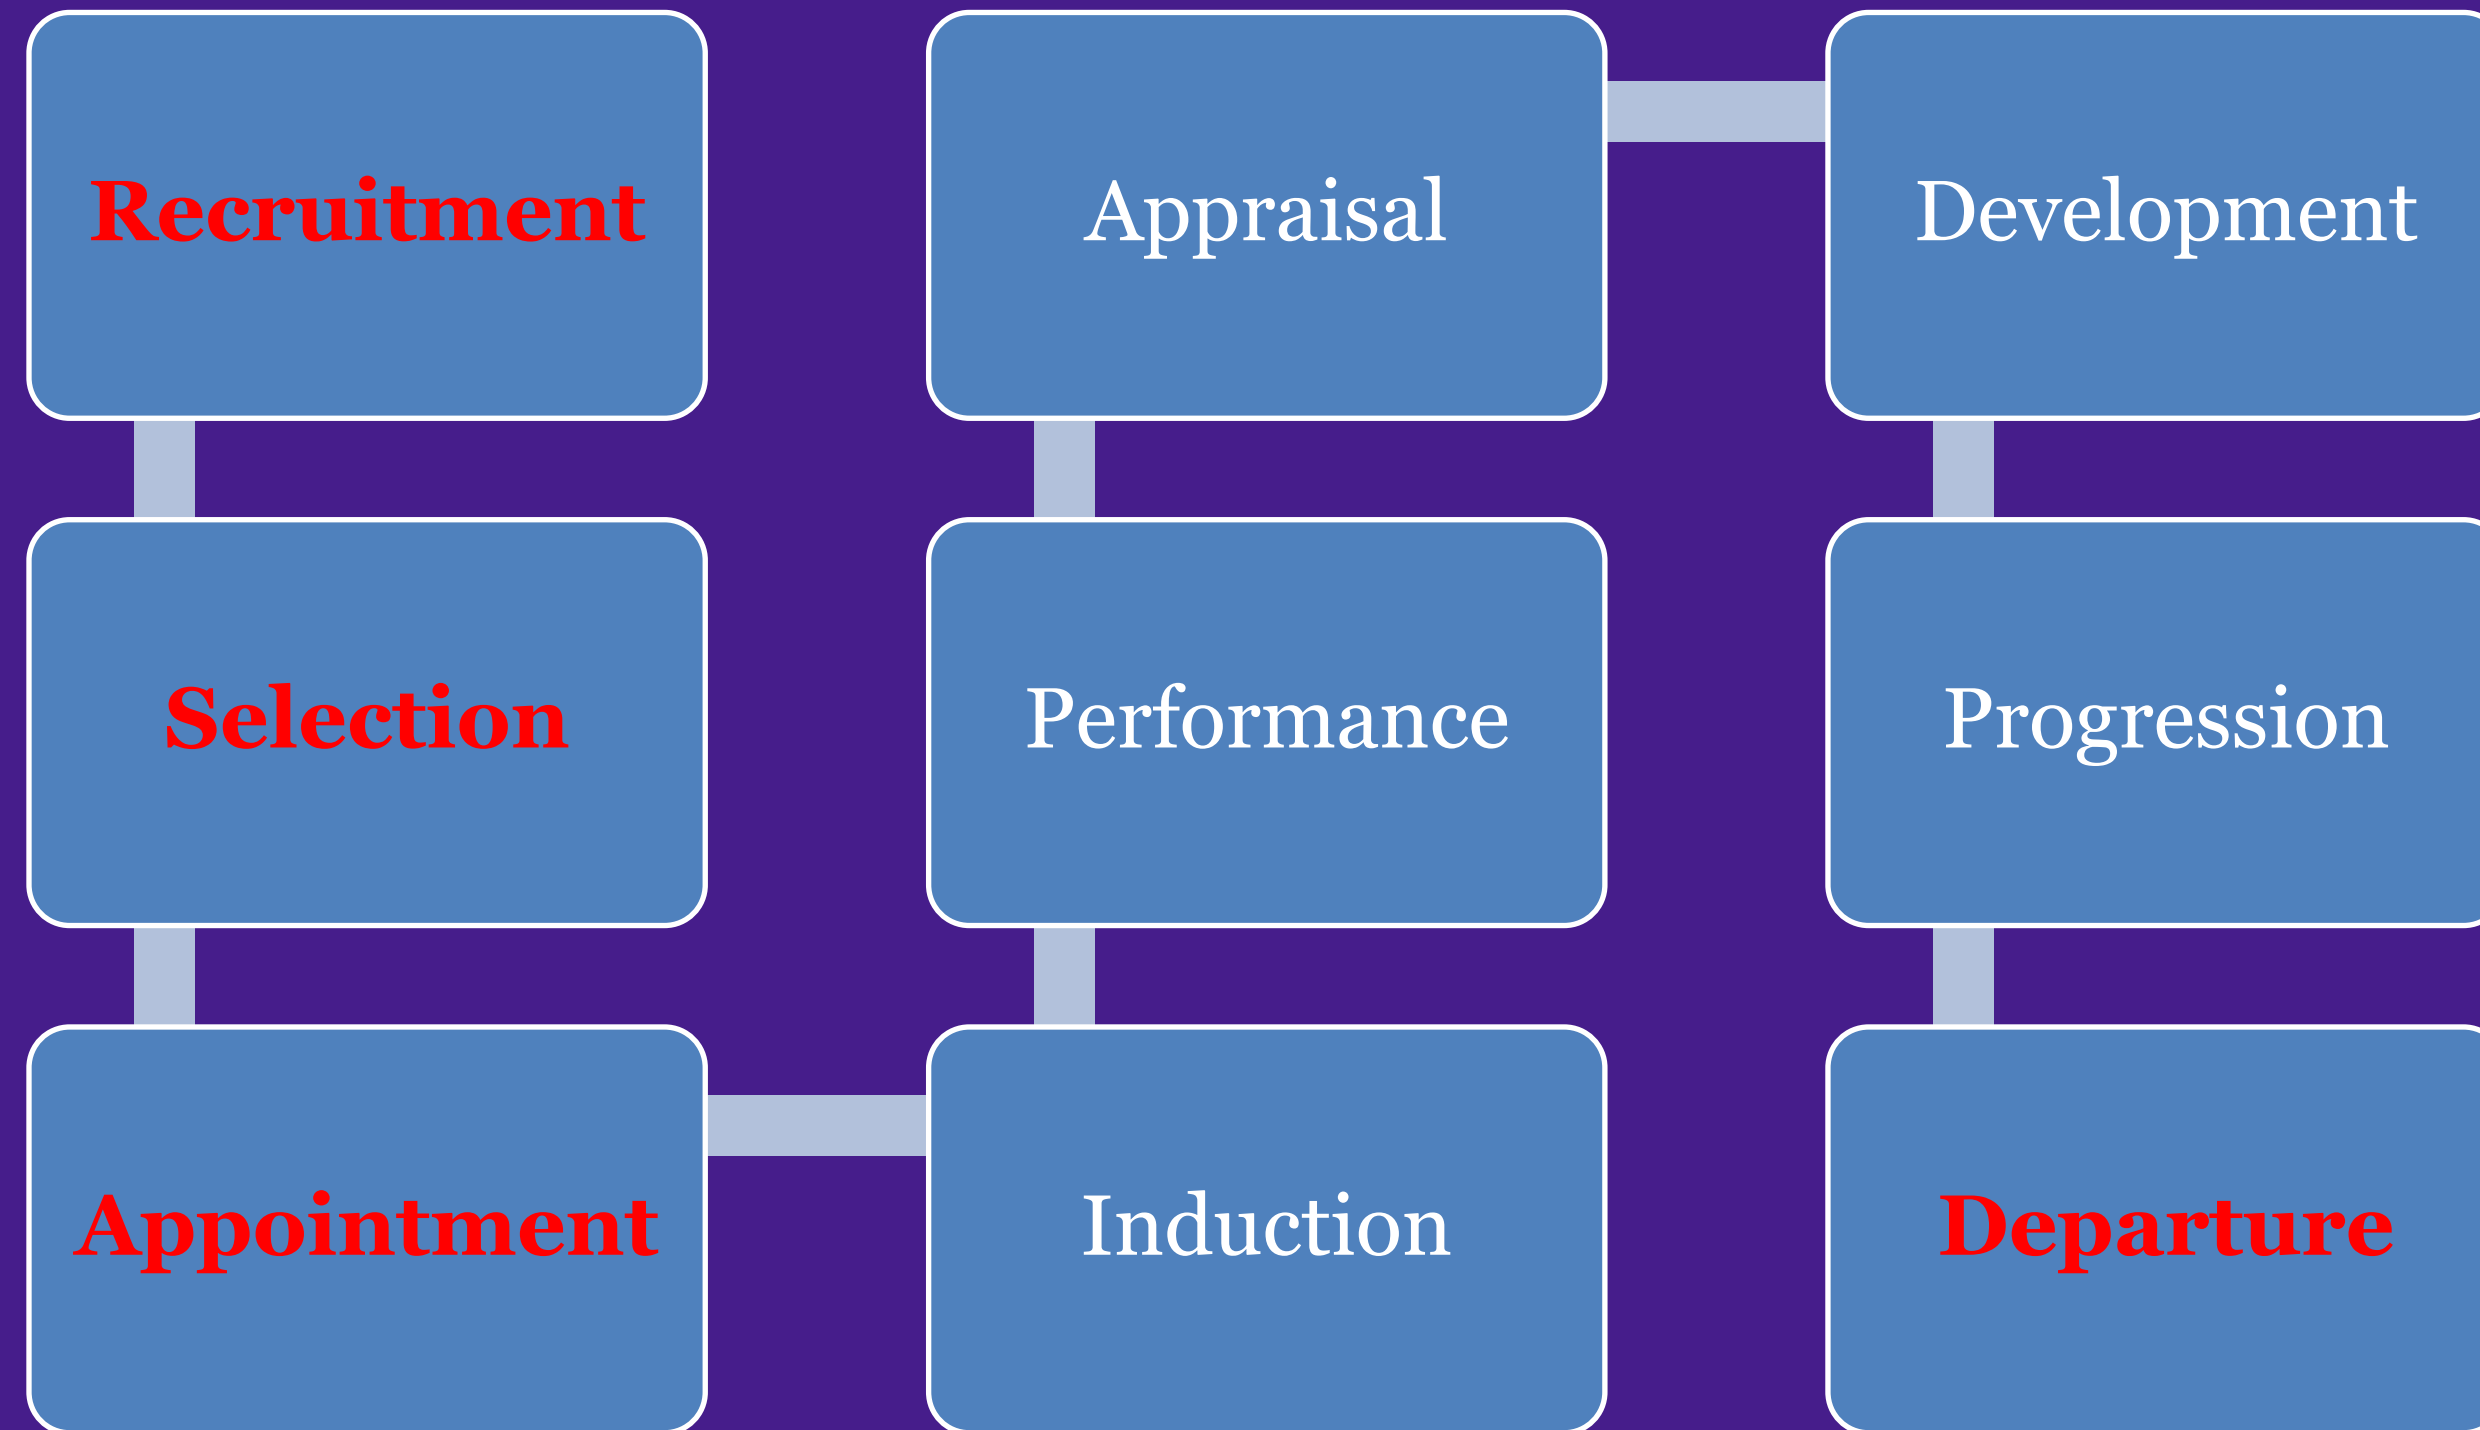 Recruitment
Selection
Appointment
Induction
Performance
Appraisal
Development
Progression
Departure